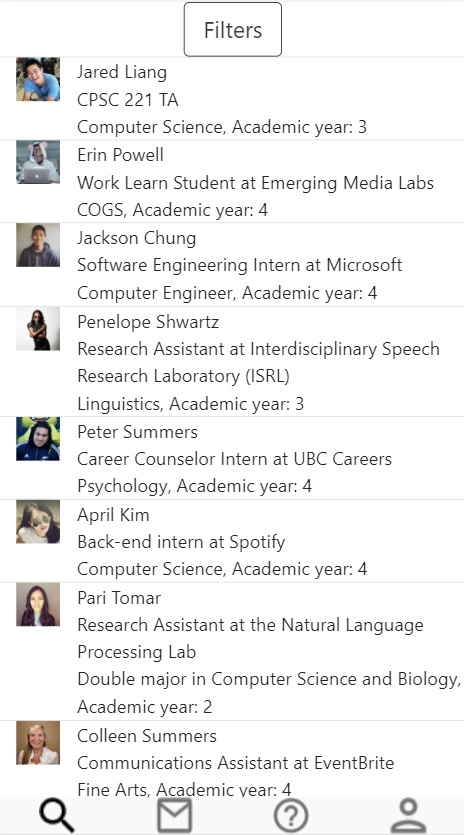 Filters
Jared Liang
CPSC 221 TA
Computer Science, Academic year: 3
Erin Powell
Work Learn Student at Emerging Media Labs
COGS, Academic year: 4
Jackson Chung
Software Engineering Intern at Microsoft
Computer Engineer, Academic year: 4
Penelope Shwartz
Research Assistant at Interdisciplinary Speech
Research Laboratory (ISRL)
Linguistics, Academic year: 3
Peter Summers
Career Counselor Intern at UBC Careers
Psychology, Academic year: 4
April Kim
Back-end intern at Spotify
Computer Science, Academic year: 4
Pari Tomar
Research Assistant at the Natural Language
Processing Lab
Double major in Computer Science and Biology,
Academic year: 2
Colleen Summers
Communications Assistant at EventBrite
Fine Arts, Academic year: 4